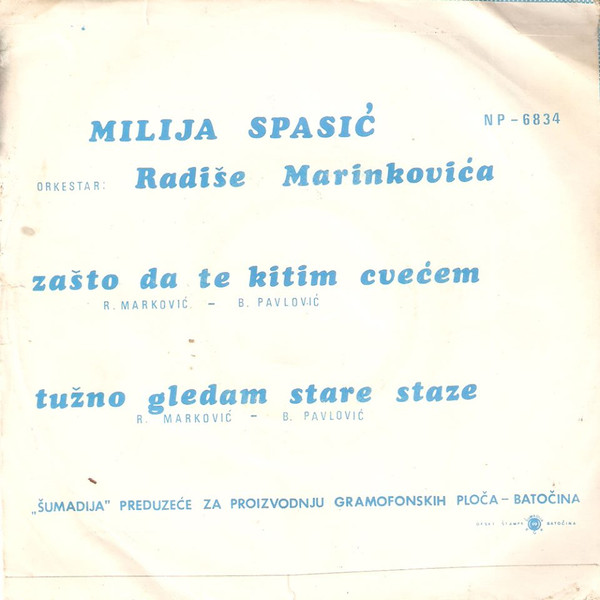 MILIJA SPASIĆ
NP-6834
ORKESTAR: Radiše Marinkovića
zašto da te kitim cvećem
R. MARKOVIĆ. - B. PAVLOVIĆ
tužno gledam stare staze
R. MARKOVIĆ - B. PAVLOVIĆ
„ŠUMADIJA" PREDUZEĆE ZA PROIZVODNJU GRAMOFONSKIH PLOČA - BATOČINA
BATOČINA